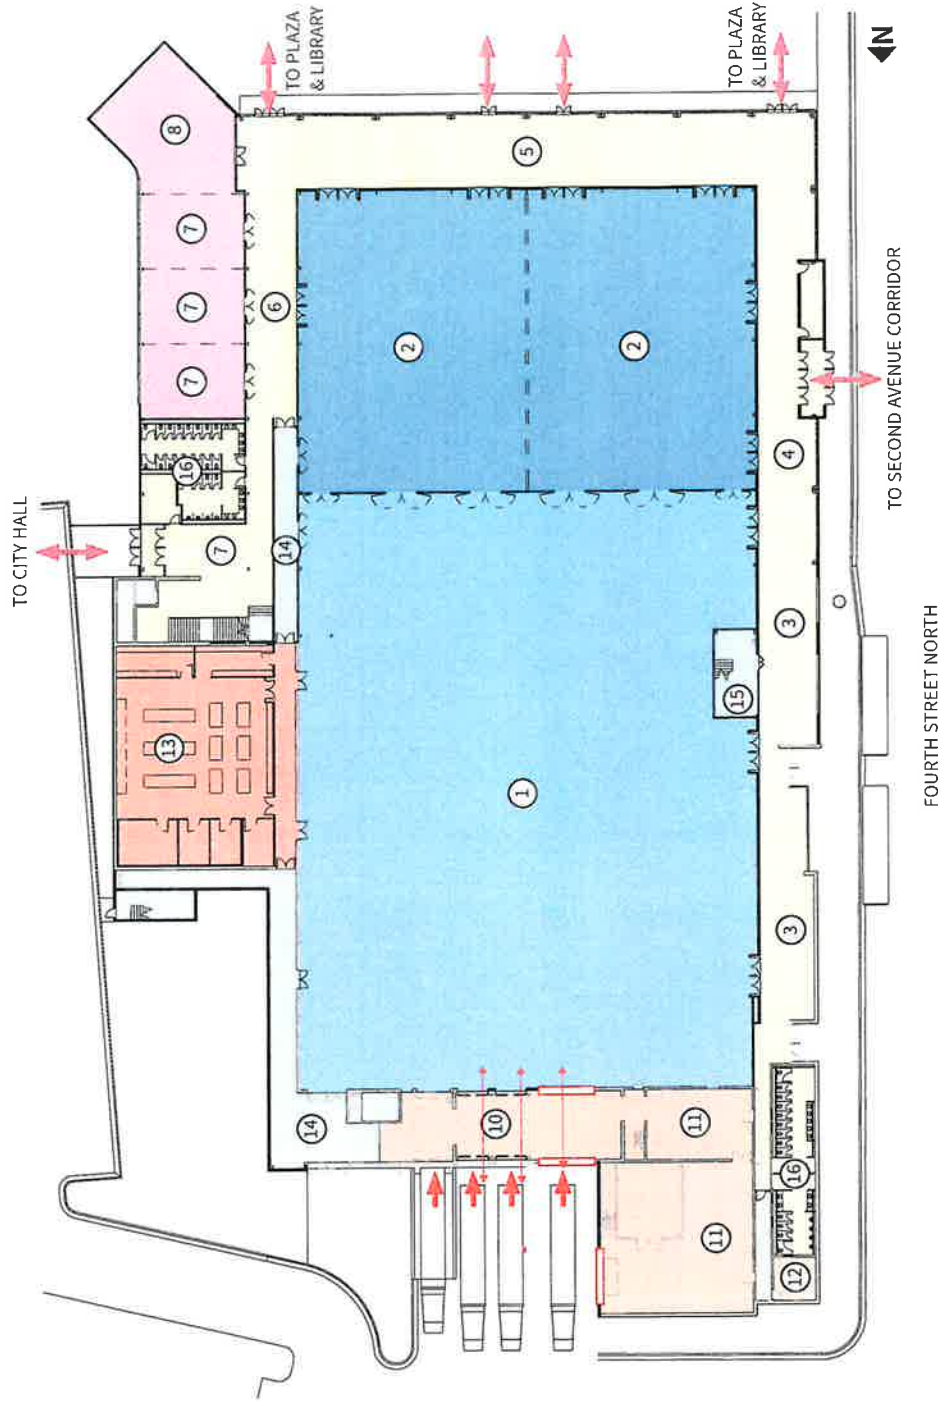 TO PLAZA
& LIBRARY
TO PLAZA
& LIBRARY
N
8
7
7
7
6
5
2
2
TO CITY HALL
16
7
14
4
TO SECOND AVENUE CORRIDOR
13
15
3
1
3
FOURTH STREET NORTH
14
10
11
16
11
12